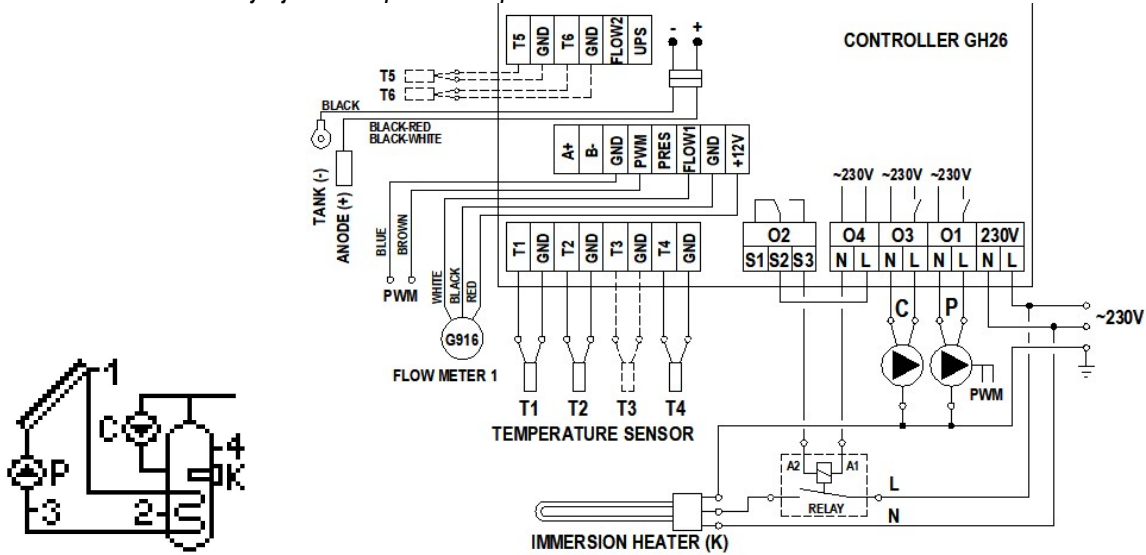 T5 GND T6 GND FLOW2 UPS
- +
CONTROLLER GH26
T5
T6
BLACK
BLACK-RED
BLACK-WHITE
TANK (-)
ANODE (+)
A+ B- GND PWM PRES FLOW1 GND +12V
~230V ~230V ~230V
BLUE
BROWN
T1 GND T2 GND T3 GND T4 GND
O2 O4 O3 O1 230V
S1 S2 S3 N L N L N L N L
PWM
WHITE
BLACK
RED
C P
~230V
G916
FLOW METER 1
PWM
T1 T2 T3 T4
TEMPERATURE SENSOR
1
C
4
K
P
3
2
A2 A1
RELAY
L
N
IMMERSION HEATER (K)